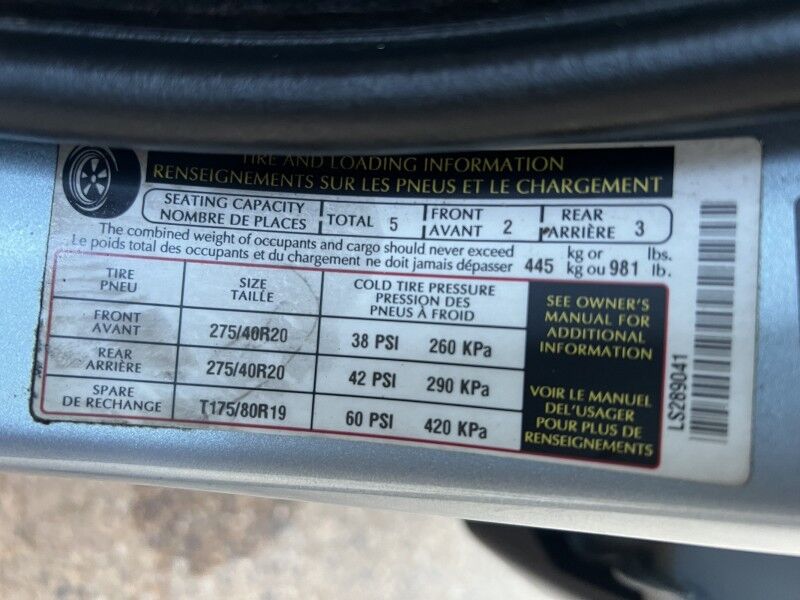 TIRE AND LOADING INFORMATION
RENSEIGNEMENTS SUR LES PNEUS ET LE CHARGEMENT
SEATING CAPACITY
NOMBRE DE PLACES
TOTAL 5
FRONT
AVANT 2
REAR
ARRIÈRE 3
The combined weight of occupants and cargo should never exceed
Le poids total des occupants et du chargement ne doit jamais dépasser
445 kg or
kg ou 981 lbs.
lb.
TIRE
PNEU
SIZE
TAILLE
COLD TIRE PRESSURE
PRESSION DES
PNEUS À FROID
FRONT
AVANT
275/40R20
38 PSI 260 KPa
REAR
ARRIÈRE
275/40R20
42 PSI 290 KPa
SPARE
DE RECHANGE
T175/80R19
60 PSI 420 KPa
SEE OWNER'S
MANUAL FOR
ADDITIONAL
INFORMATION
VOIR LE MANUEL
DEL'USAGER
POUR PLUS DE
RENSEIGNEMENTS
LS289041